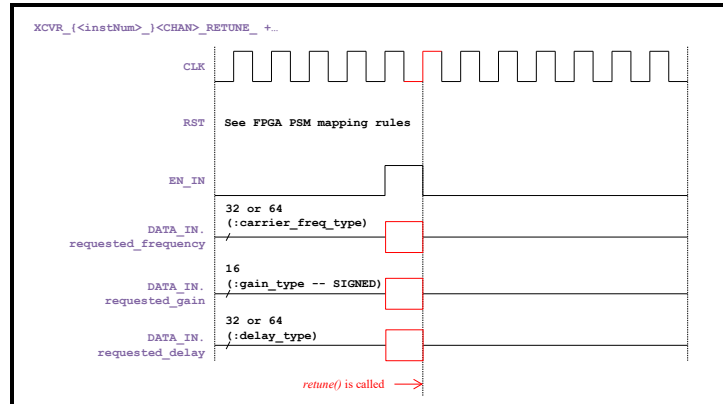 XCVR_{<instNum>_}<CHAN>_RETUNE_ +…
CLK
RST See FPGA PSM mapping rules
EN_IN
32 or 64
(:carrier_freq_type)
DATA_IN.
requested_frequency
16
(:gain_type -- SIGNED)
DATA_IN.
requested_gain
32 or 64
(:delay_type)
DATA_IN.
requested_delay
retune() is called